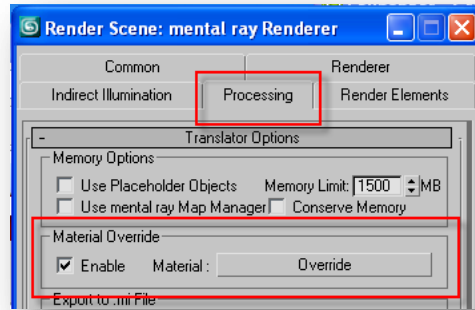 Render Scene: mental ray Renderer
Common Renderer
Indirect Illumination Processing Render Elements
- Translator Options
Memory Options
Use Placeholder Objects Memory Limit: 1500 MB
Use mental ray Map Manager Conserve Memory
Material Override
Enable Material : Override
Export to .mi File